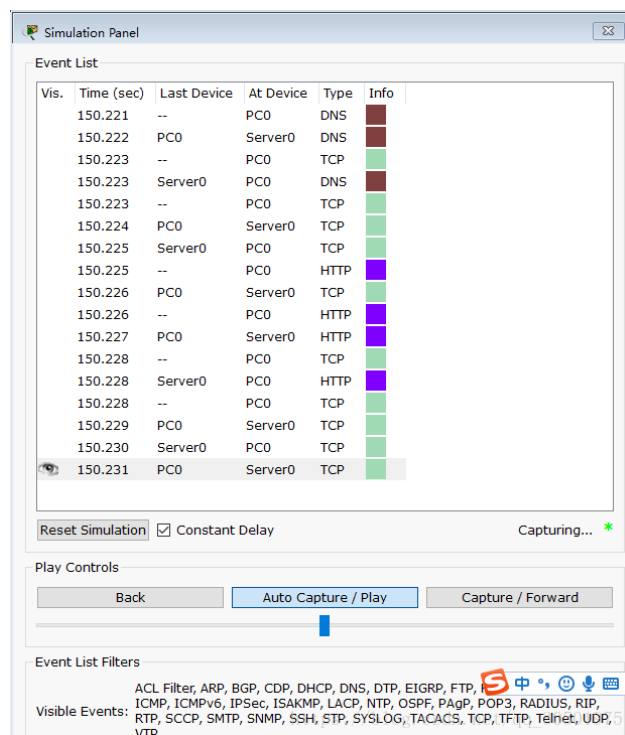 Simulation Panel
Event List
Vis. Time (sec) Last Device At Device Type Info
150.221 -- PC0 DNS
150.222 PC0 Server0 DNS
150.223 -- PC0 TCP
150.223 Server0 PC0 DNS
150.223 -- PC0 TCP
150.224 PC0 Server0 TCP
150.225 Server0 PC0 TCP
150.225 -- PC0 HTTP
150.226 PC0 Server0 TCP
150.226 -- PC0 HTTP
150.227 PC0 Server0 HTTP
150.228 -- PC0 TCP
150.228 Server0 PC0 HTTP
150.228 -- PC0 TCP
150.229 PC0 Server0 TCP
150.230 Server0 PC0 TCP
150.231 PC0 Server0 TCP
Reset Simulation Constant Delay Capturing... *
Play Controls
Back Auto Capture / Play Capture / Forward
Event List Filters
S 中
ACL Filter, ARP, BGP, CDP, DHCP, DNS, DTP, EIGRP, FTP,
Visible Events: ICMP, ICMPv6, IPSec, ISAKMP, LACP, NTP, OSPF, PAgP, POP3, RADIUS, RIP,
RTP, SCCP, SMTP, SNMP, SSH, STP, SYSLOG, TACACS, TCP, TFTP, Telnet, UDP,
VTP